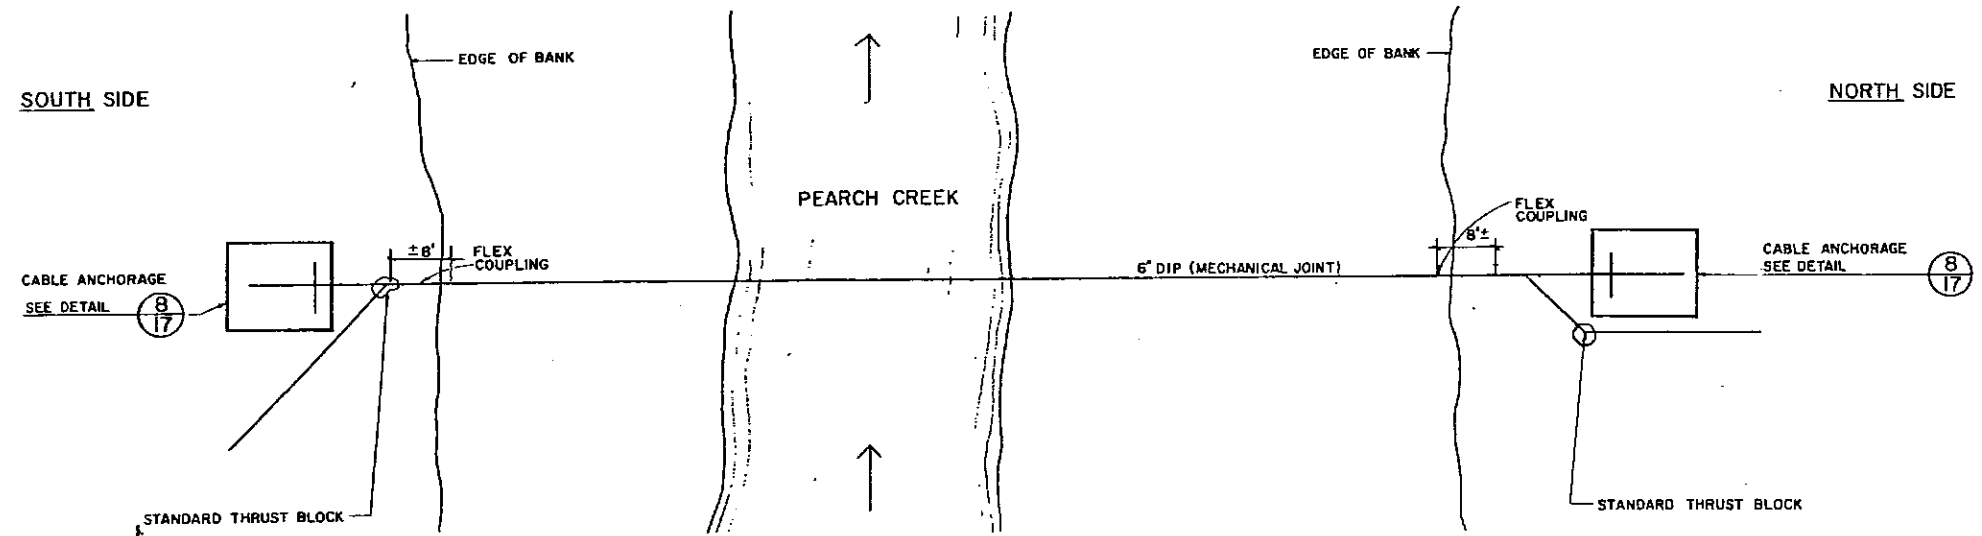 EDGE OF BANK
EDGE OF BANK
SOUTH SIDE
NORTH SIDE
PEARCH CREEK
FLEX
COUPLING
±8'
FLEX
COUPLING
8'±
CABLE ANCHORAGE
SEE DETAIL
8
17
6" DIP (MECHANICAL JOINT)
CABLE ANCHORAGE
SEE DETAIL
8
17
STANDARD THRUST BLOCK
STANDARD THRUST BLOCK